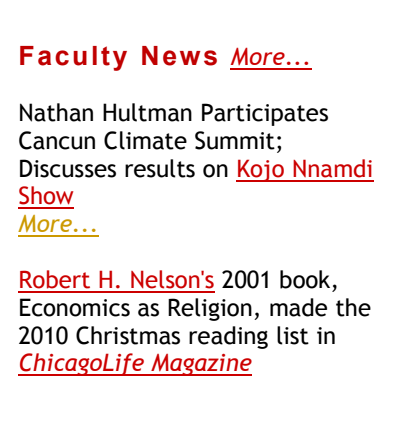 Faculty News More...
Nathan Hultman Participates
Cancun Climate Summit;
Discusses results on Kojo Nnamdi
Show
More...
Robert H. Nelson's 2001 book,
Economics as Religion, made the
2010 Christmas reading list in
ChicagoLife Magazine